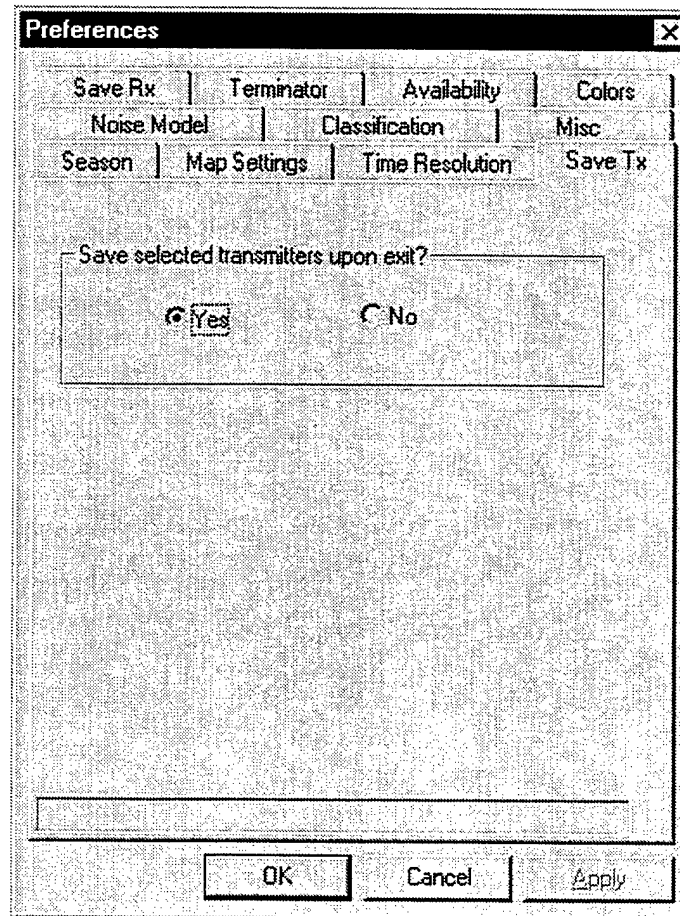 Preferences
Save Rx Terminator Availability Colors
Noise Model Classification Misc
Season Map Settings Time Resolution Save Tx
Save selected transmitters upon exit?
Yes No
OK Cancel Apply